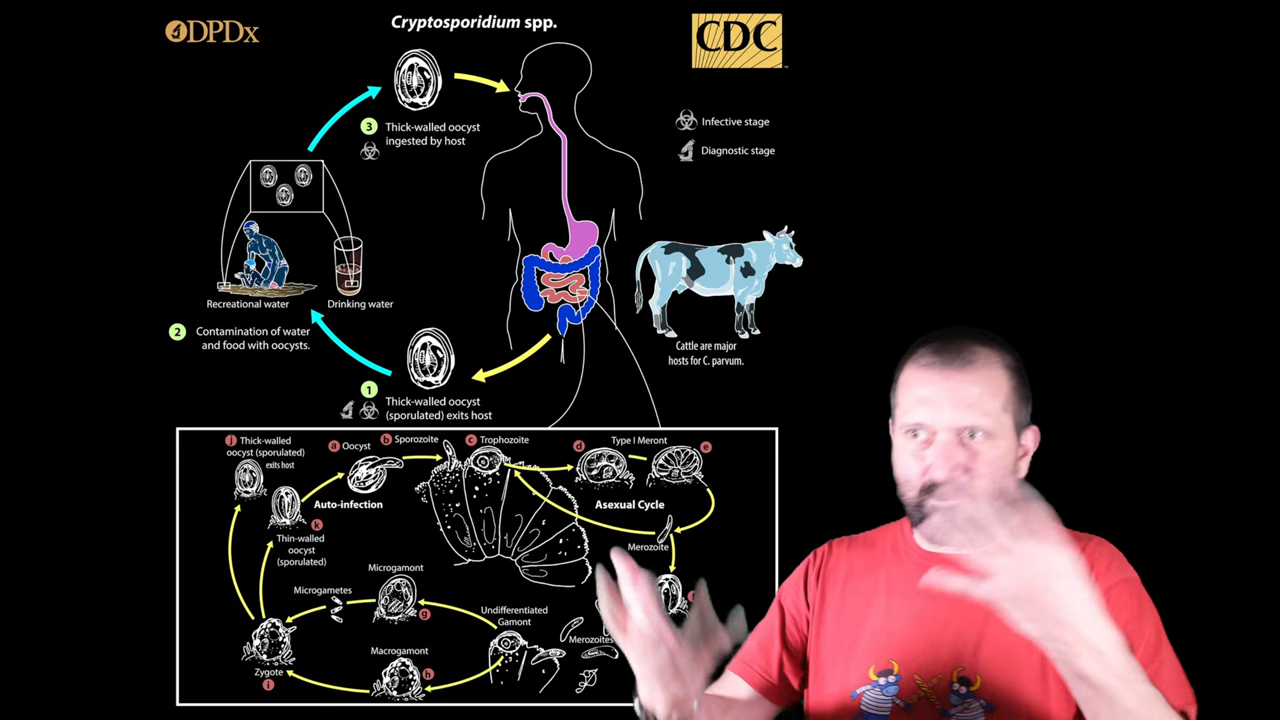 DPDx
Cryptosporidium spp.
CDC
3
Thick-walled oocyst
ingested by host
Infective stage
Diagnostic stage
Recreational water
Drinking water
2
Contamination of water
and food with oocysts.
Cattle are major
hosts for C. parvum.
1
Thick-walled oocyst
(sporulated) exits host
j
Thick-walled
oocyst (sporulated)
exits host
a
Oocyst
b
Sporozoite
c
Trophozoite
d
Type I Meront
e
Auto-infection
Asexual Cycle
k
Thin-walled
oocyst
(sporulated)
Merozoite
Microgamont
Microgametes
g
Undifferentiated
Gamont
Merozoites
Macrogamont
h
Zygote
i